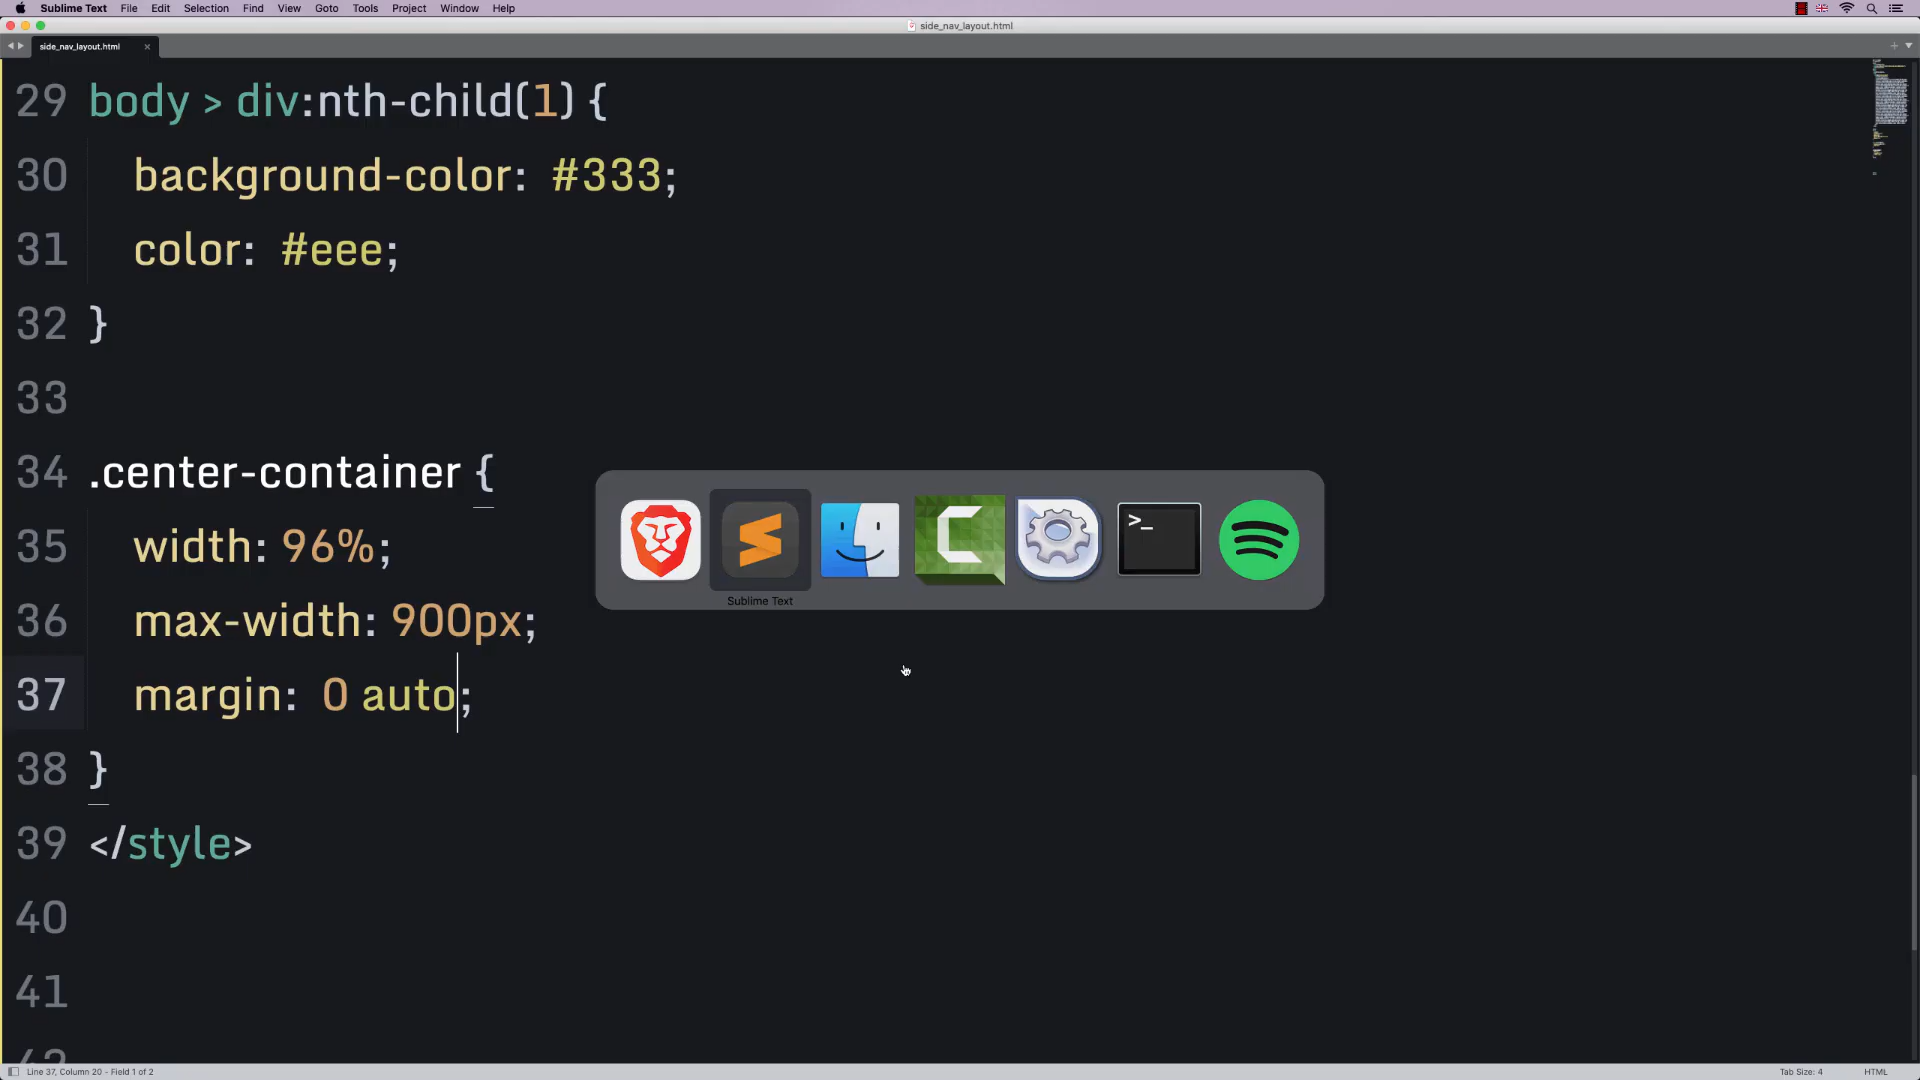 Sublime Text File Edit Selection Find View Goto Tools Project Window Help
side_nav_layout.html
side_nav_layout.html
29 body > div:nth-child(1) {
30 background-color: #333;
31 color: #eee;
32 }
33
34 .center-container {
35 width: 96%;
36 max-width: 900px;
37 margin: 0 auto;
38 }
39 </style>
40
41
42
>_
Sublime Text
Line 37, Column 20 - Field 1 of 2
Tab Size: 4
HTML